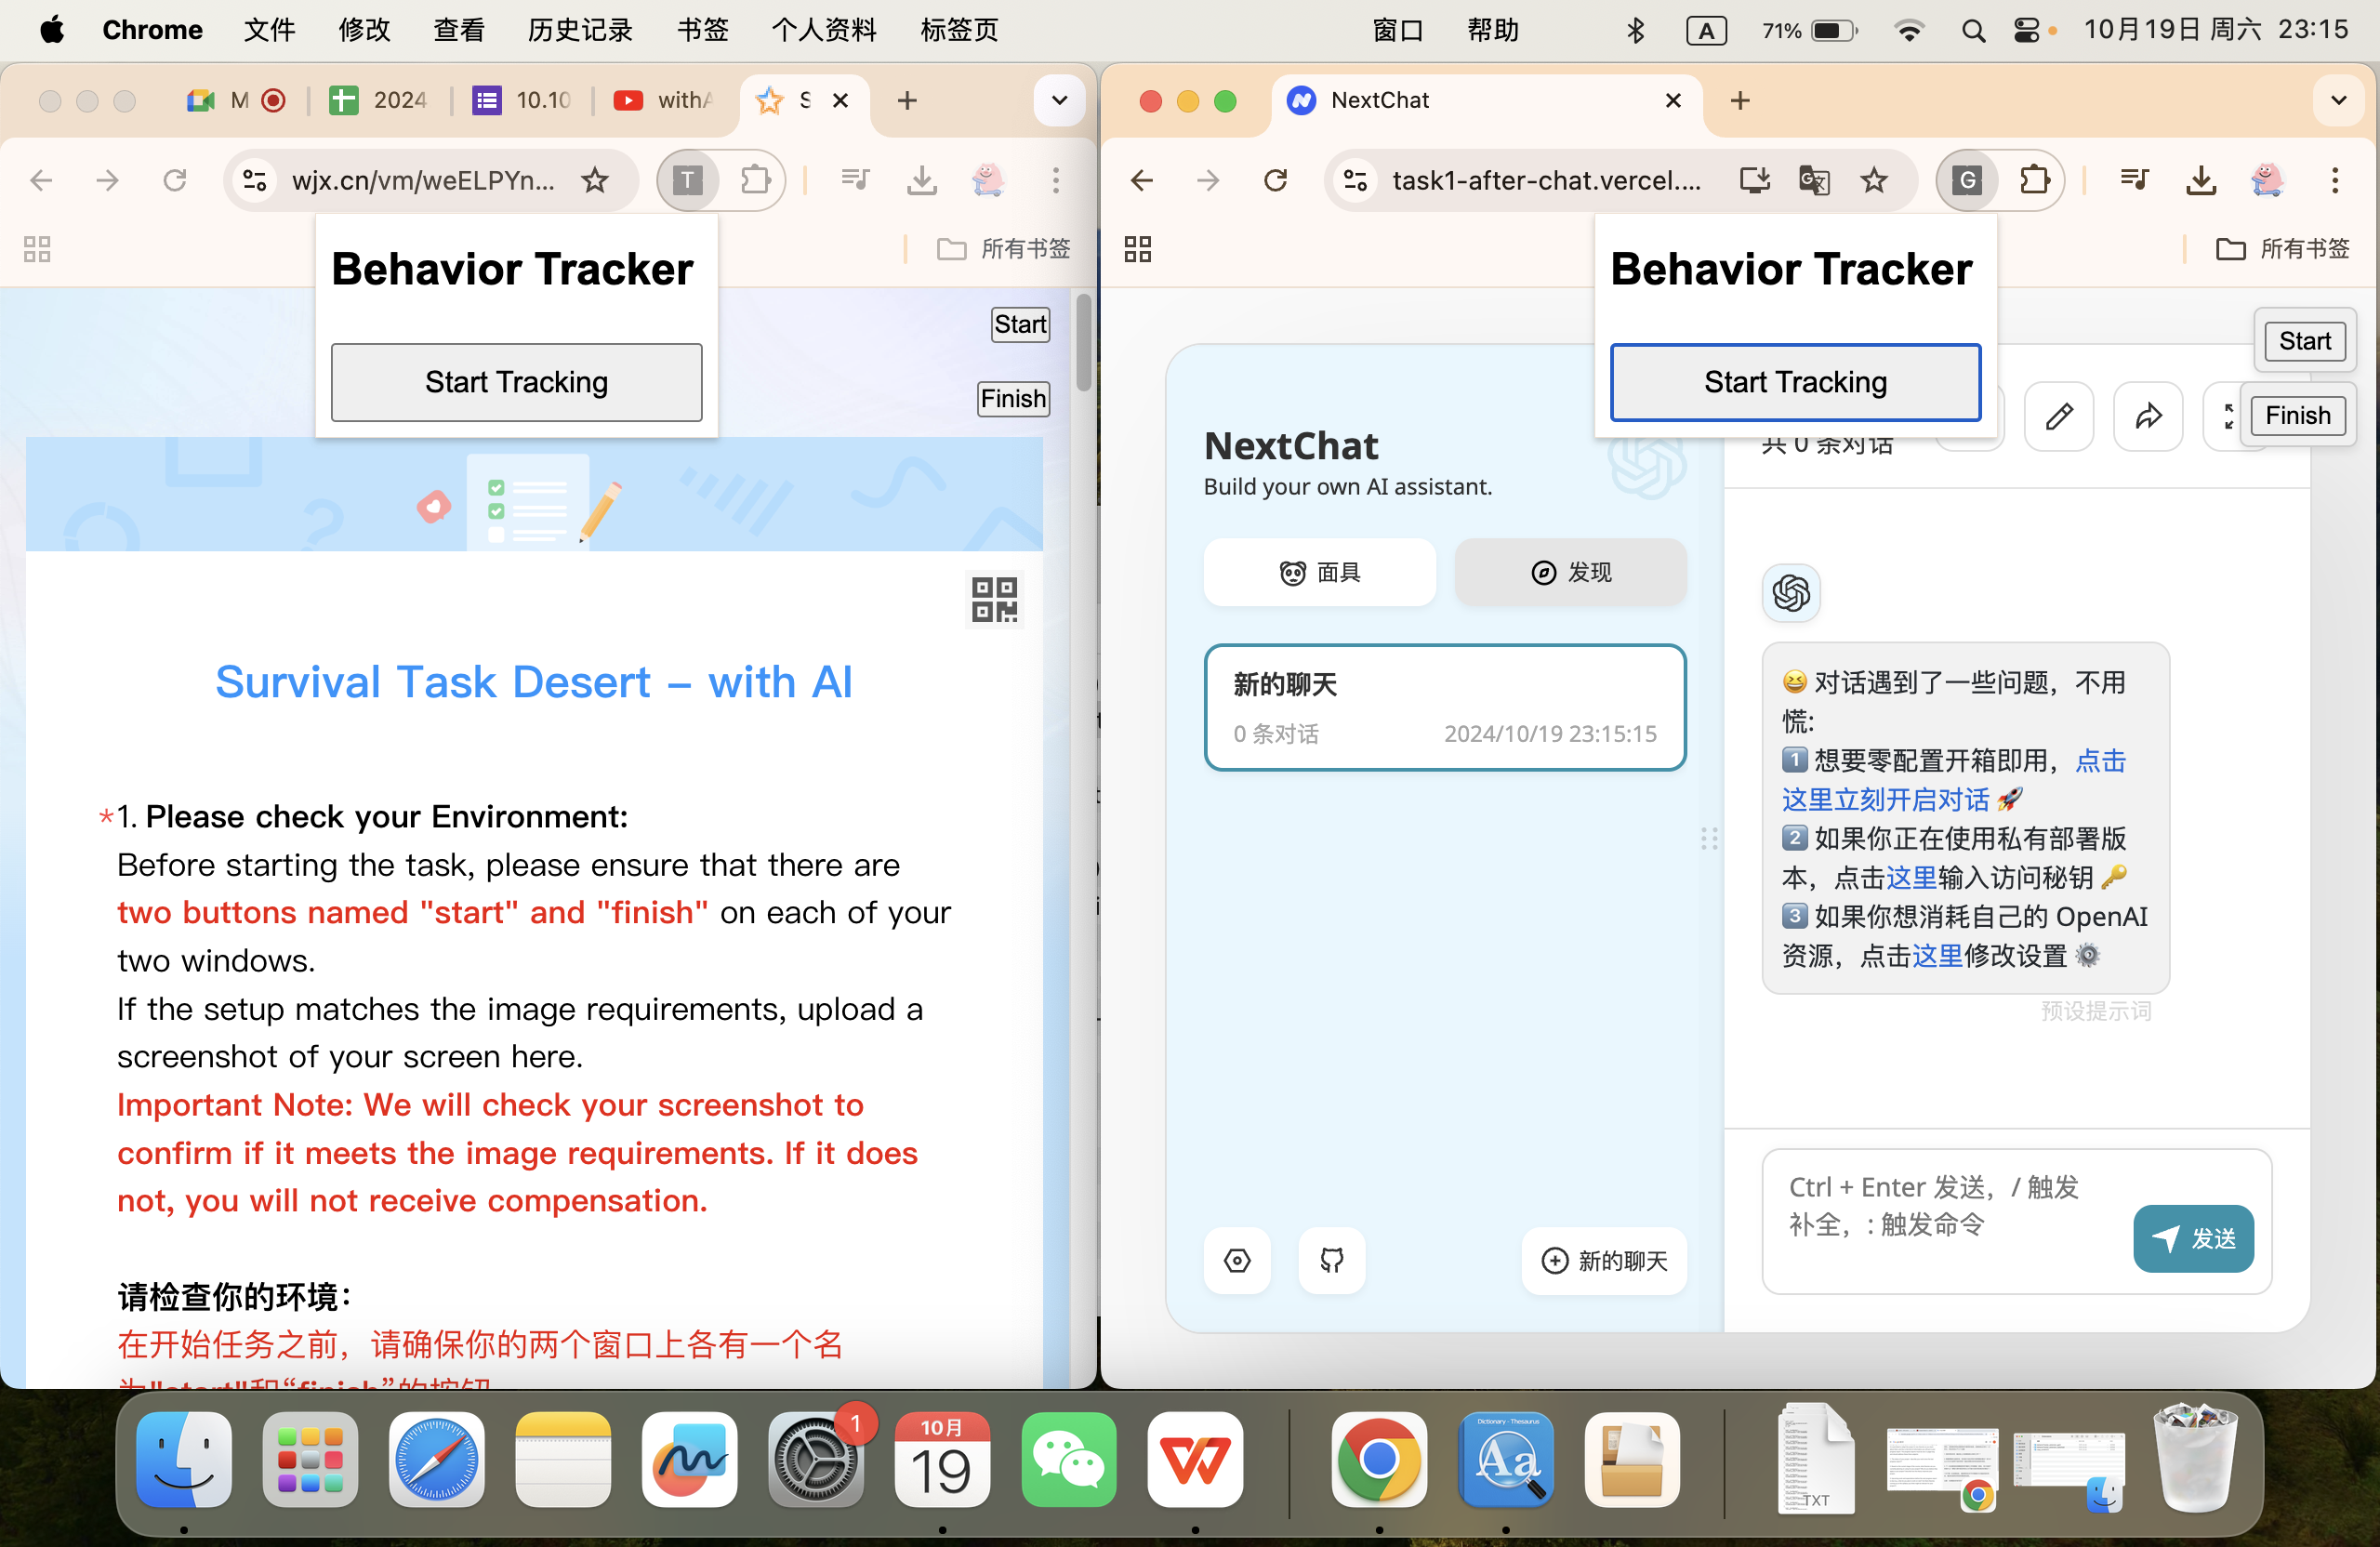 Chrome 文件 修改 查看 历史记录 书签 个人资料 标签页 窗口 帮助 A 71% 10月19日 周六 23:15
M 2024 10.10 withA S
wjx.cn/vm/weELPYn... T
所有书签
Behavior Tracker
Start Tracking
Start
Finish
Survival Task Desert – with AI
*1. Please check your Environment:
Before starting the task, please ensure that there are
two buttons named "start" and "finish" on each of your
two windows.
If the setup matches the image requirements, upload a
screenshot of your screen here.
Important Note: We will check your screenshot to
confirm if it meets the image requirements. If it does
not, you will not receive compensation.
请检查你的环境：
在开始任务之前，请确保你的两个窗口上各有一个名
为"start"和“finish”的按钮
NextChat
task1-after-chat.vercel.... G
所有书签
Behavior Tracker
Start Tracking
Start
Finish
NextChat
Build your own AI assistant.
面具 发现
新的聊天
0 条对话 2024/10/19 23:15:15
新的聊天
共 0 条对话
😆 对话遇到了一些问题，不用
慌:
1️⃣ 想要零配置开箱即用，点击
这里立刻开启对话 🚀
2️⃣ 如果你正在使用私有部署版
本，点击这里输入访问秘钥 🔑
3️⃣ 如果你想消耗自己的 OpenAI
资源，点击这里修改设置 ⚙️
预设提示词
Ctrl + Enter 发送，/ 触发
补全，: 触发命令
发送
1
10月
19
Dictionary - Thesaurus
Aa
TXT